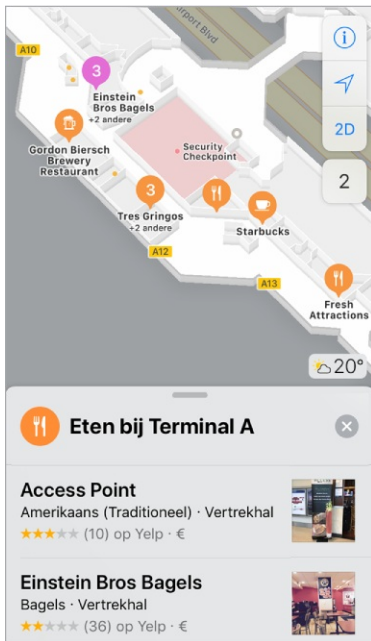 Airport Blvd
A10
3
Einstein
Bros Bagels
+2 andere
2D
Gordon Biersch
Brewery
Restaurant
Security
Checkpoint
2
3
Tres Gringos
+2 andere
Starbucks
A12
A13
Fresh
Attractions
20°
Eten bij Terminal A
Access Point
Amerikaans (Traditioneel) · Vertrekhal
★★★★★ (10) op Yelp · €
Einstein Bros Bagels
Bagels · Vertrekhal
★★★★★ (36) op Yelp · €